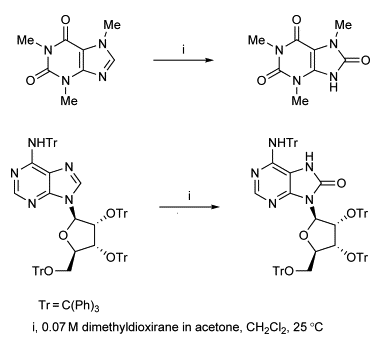 O Me O Me
Me N N i Me N N
O
O N N O N N
H
Me Me
NHTr NHTr
H
N N N N
i O
N N N N
OTr OTr
O O
TrO OTr TrO OTr
Tr = C(Ph)3
i, 0.07 M dimethyldioxirane in acetone, CH2Cl2, 25 °C